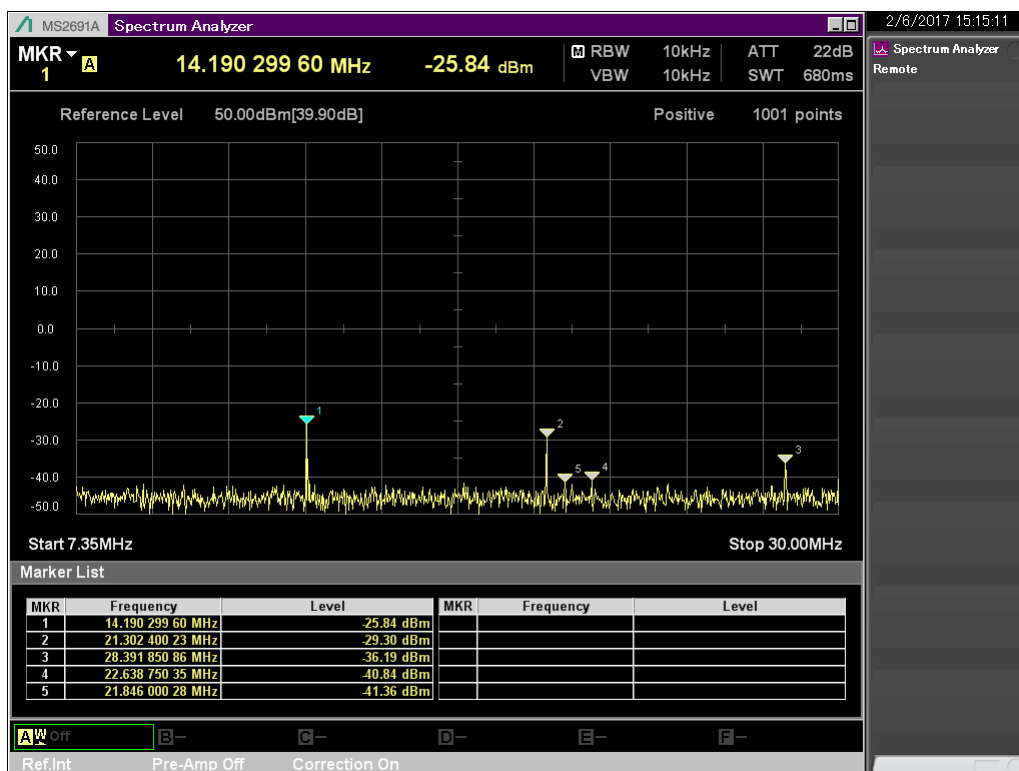 MS2691A Spectrum Analyzer
2/6/2017 15:15:11
MKR A 14.190 299 60 MHz -25.84 dBm M RBW 10kHz ATT 22dB
1 VBW 10kHz SWT 680ms
Spectrum Analyzer
Remote
Reference Level 50.00dBm[39.90dB] Positive 1001 points
50.0
40.0
30.0
20.0
10.0
0.0
-10.0
-20.0
1
2
-30.0
3
5 4
-40.0
-50.0
Start 7.35MHz Stop 30.00MHz
Marker List
MKR Frequency Level MKR Frequency Level
1 14.190 299 60 MHz -25.84 dBm
2 21.302 400 23 MHz -29.30 dBm
3 28.391 850 86 MHz -36.19 dBm
4 22.638 750 35 MHz -40.84 dBm
5 21.846 000 28 MHz -41.36 dBm
A W Off B- C- D- E- F-
Ref.Int Pre-Amp Off Correction On